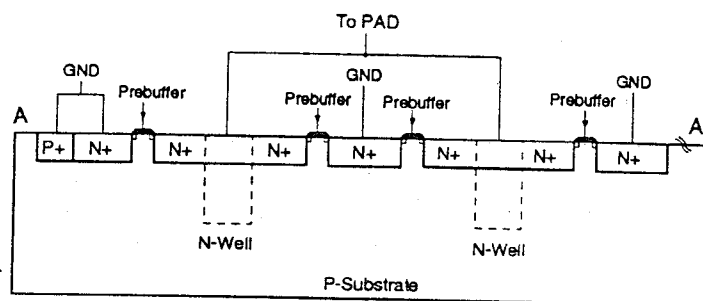 To PAD
GND
GND
GND
Prebuffer
Prebuffer
Prebuffer
Prebuffer
A
A
P+
N+
N+
N+
N+
N+
N+
N+
N-Well
N-Well
P-Substrate